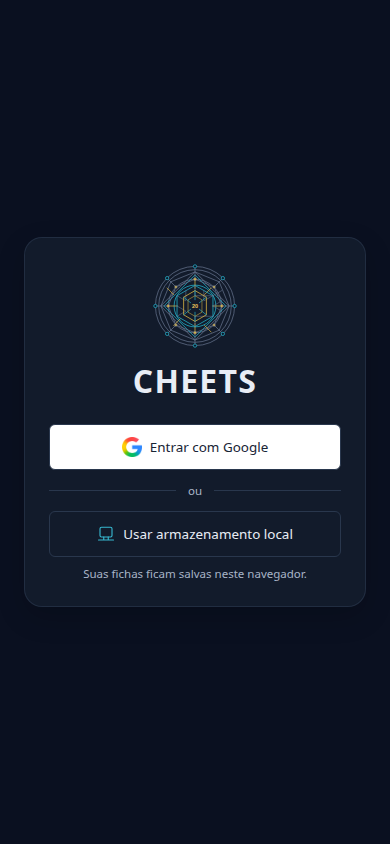 20
CHEETS
Entrar com Google
ou
Usar armazenamento local
Suas fichas ficam salvas neste navegador.